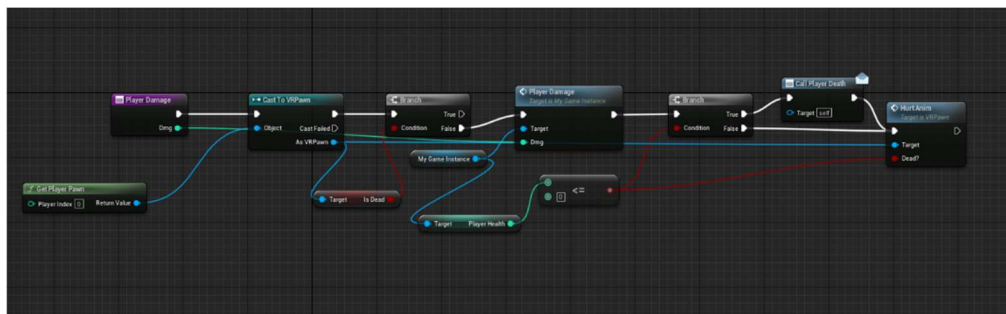 Player Damage
Dmg
Cast To VRPawn
Object
Cast Failed
As VRPawn
Branch
Condition
True
False
Player Damage
Target is My Game Instance
Target
Dmg
Branch
Condition
True
False
Call Player Death
Target self
HurtAnim
Target is VRPawn
Target
Dead?
My Game Instance
Get Player Pawn
Player Index 0
Return Value
Target
Is Dead
Target
Player Health
0
<=